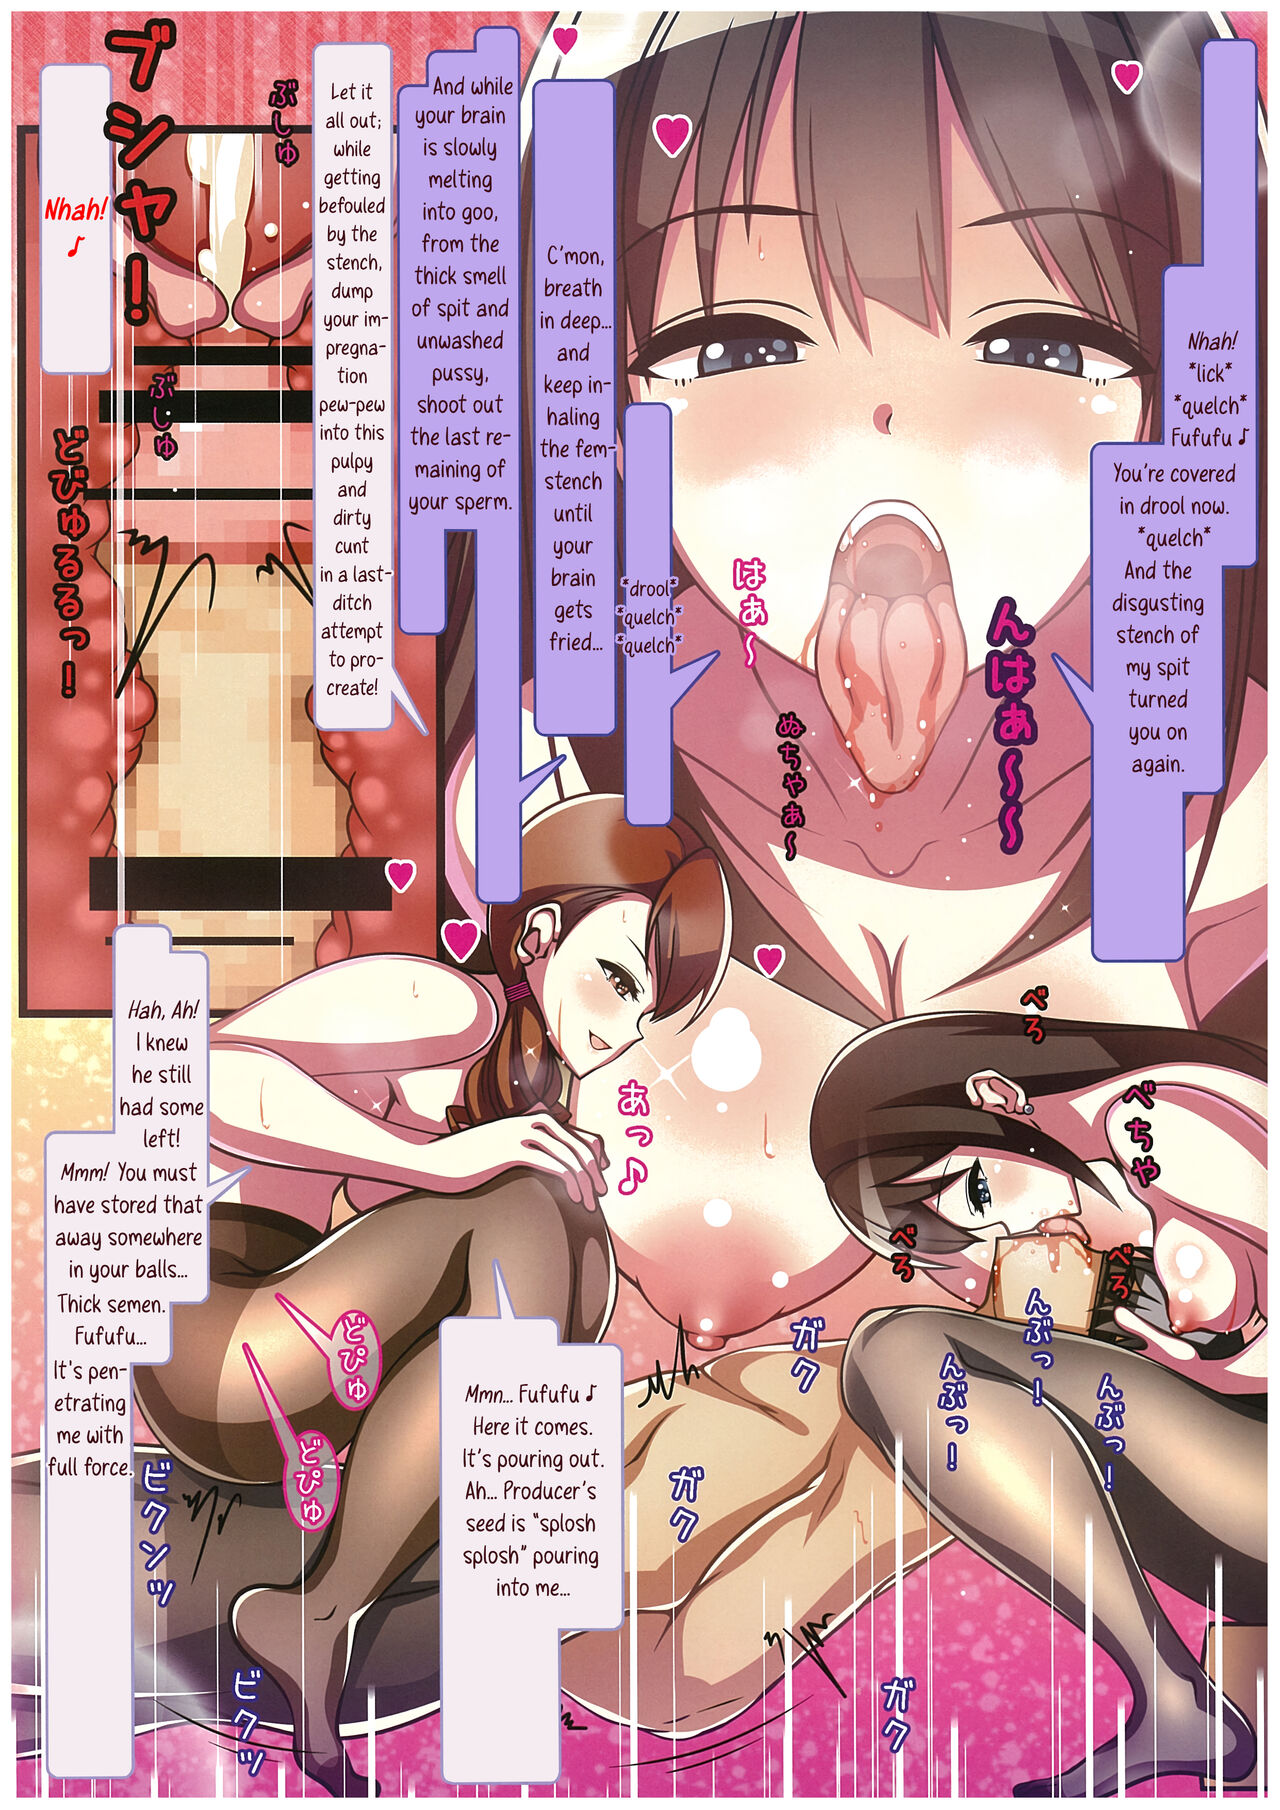 Nhah!
*lick*
*quelch*
Fufufu ♪
You're covered
in drool now.
*quelch*
And the
disgusting
stench of
my spit
turned
you on
again.
んはぁ〜〜
はぁ〜
ぬちゃぁ〜
*drool*
*quelch*
*quelch*
C'mon,
breath
in deep...
and
keep in-
haling
the fem-
stench
until
your
brain
gets
fried...
And while
your brain
is slowly
melting
into goo,
from the
thick smell
of spit and
unwashed
pussy,
shoot out
the last re-
maining of
your sperm.
Let it
all out;
while
getting
befouled
by the
stench,
dump
your im-
pregna-
tion
pew-pew
into this
pulpy
and
dirty
cunt
in a last-
ditch
attempt
to pro-
create!
ぶしゅ
ブシャー！
ぶしゅ
Nhah!
♪
どびゅるるっ！
べろ
べちゃ
べろ
べろ
んぶっ！
んぶっ！
んぶっ！
あっ♪
Hah, Ah!
I knew
he still
had some
left!
Mmm! You must
have stored that
away somewhere
in your balls...
Thick semen.
Fufufu...
It's pen-
etrating
me with
full force.
どぴゅ
どぴゅ
Mmn... Fufufu ♪
Here it comes.
It's pouring out.
Ah... Producer's
seed is "splosh
splosh" pouring
into me...
ガク
ガク
ガク
ビクンッ
ビクッ